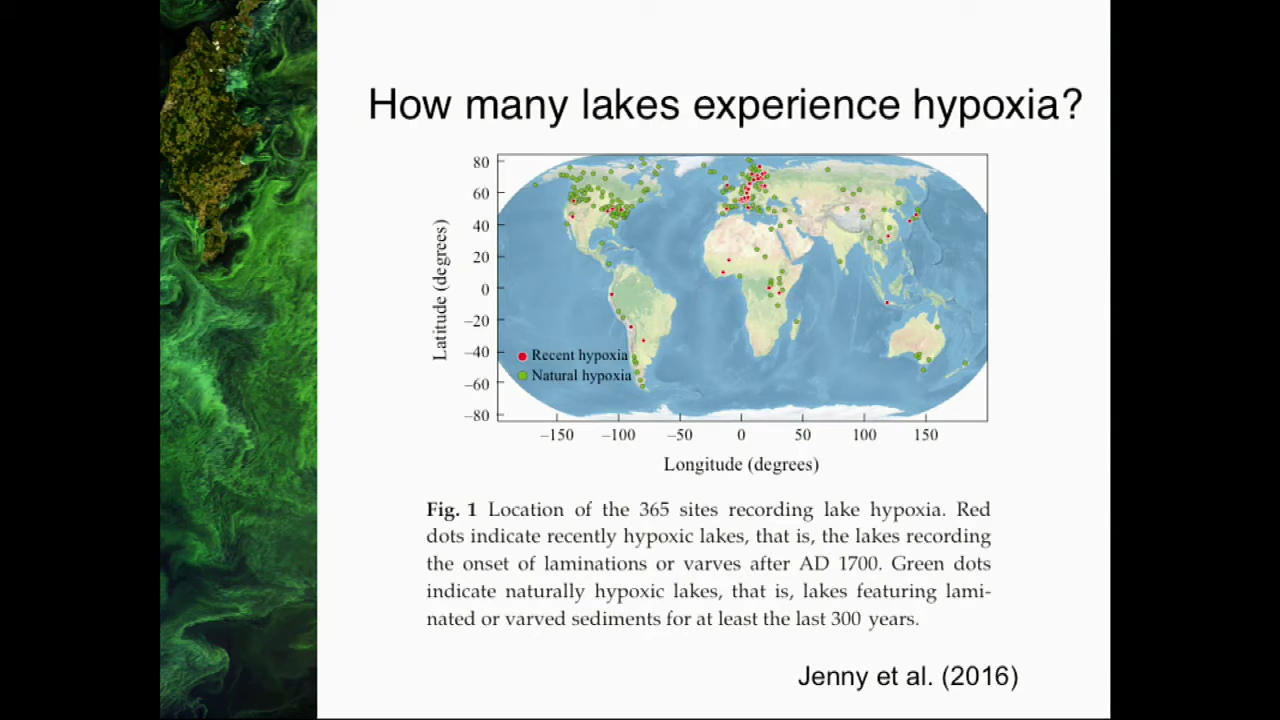 How many lakes experience hypoxia?
80
60
40
20
0
−20
−40
−60
−80
Latitude (degrees)
Recent hypoxia
Natural hypoxia
−150 −100 −50 0 50 100 150
Longitude (degrees)
Fig. 1 Location of the 365 sites recording lake hypoxia. Red
dots indicate recently hypoxic lakes, that is, the lakes recording
the onset of laminations or varves after AD 1700. Green dots
indicate naturally hypoxic lakes, that is, lakes featuring lami-
nated or varved sediments for at least the last 300 years.
Jenny et al. (2016)